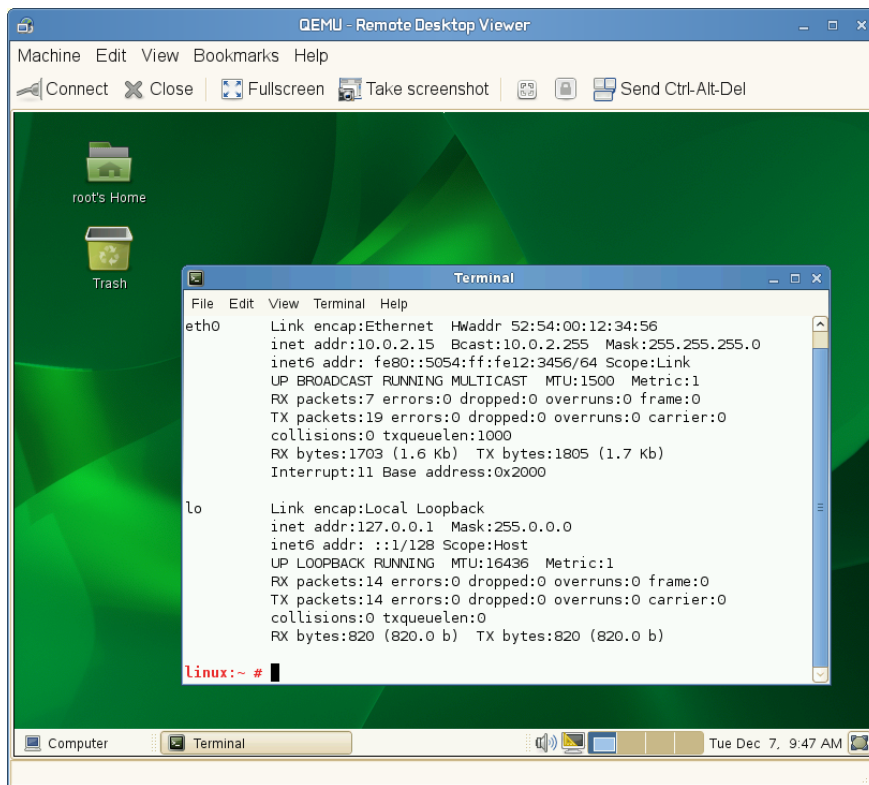 QEMU - Remote Desktop Viewer
Machine Edit View Bookmarks Help
Connect Close Fullscreen Take screenshot Send Ctrl-Alt-Del
root's Home
Trash
Terminal
File Edit View Terminal Help
eth0 Link encap:Ethernet HWaddr 52:54:00:12:34:56
inet addr:10.0.2.15 Bcast:10.0.2.255 Mask:255.255.255.0
inet6 addr: fe80::5054:ff:fe12:3456/64 Scope:Link
UP BROADCAST RUNNING MULTICAST MTU:1500 Metric:1
RX packets:7 errors:0 dropped:0 overruns:0 frame:0
TX packets:19 errors:0 dropped:0 overruns:0 carrier:0
collisions:0 txqueuelen:1000
RX bytes:1703 (1.6 Kb) TX bytes:1805 (1.7 Kb)
Interrupt:11 Base address:0x2000
lo Link encap:Local Loopback
inet addr:127.0.0.1 Mask:255.0.0.0
inet6 addr: ::1/128 Scope:Host
UP LOOPBACK RUNNING MTU:16436 Metric:1
RX packets:14 errors:0 dropped:0 overruns:0 frame:0
TX packets:14 errors:0 dropped:0 overruns:0 carrier:0
collisions:0 txqueuelen:0
RX bytes:820 (820.0 b) TX bytes:820 (820.0 b)
linux:~ #
Computer Terminal Tue Dec 7, 9:47 AM